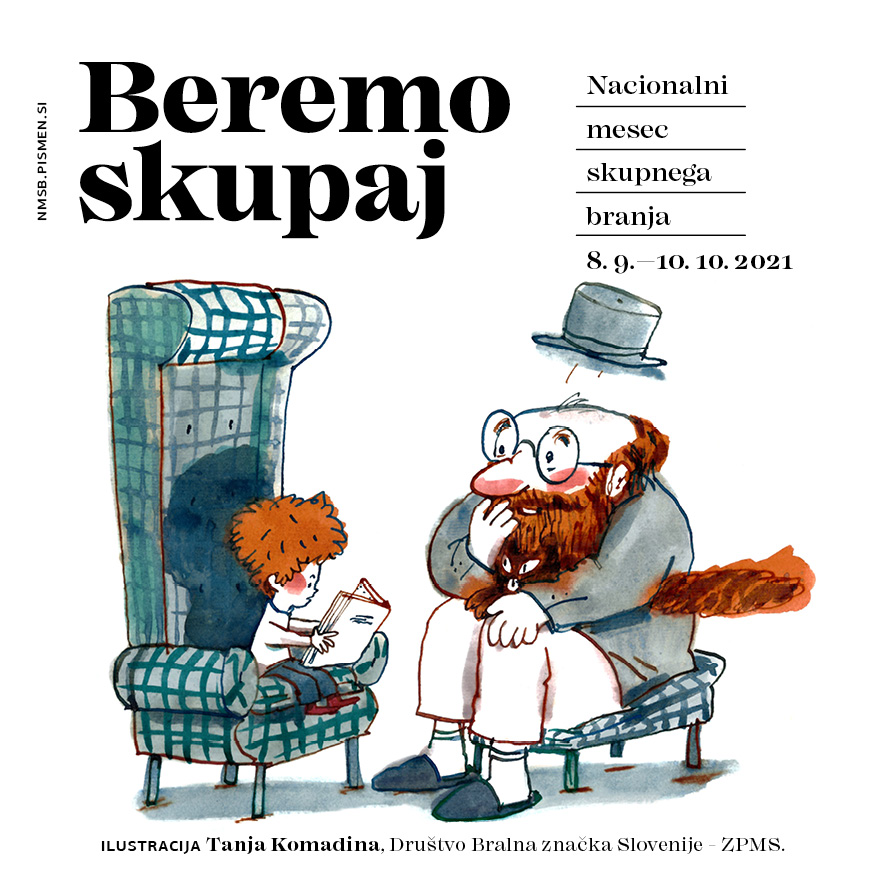 NMSB.PISMEN.SI
Beremo
skupaj
Nacionalni
mesec
skupnega
branja
8. 9.—10. 10. 2021
ILUSTRACIJA Tanja Komadina, Društvo Bralna značka Slovenije - ZPMS.